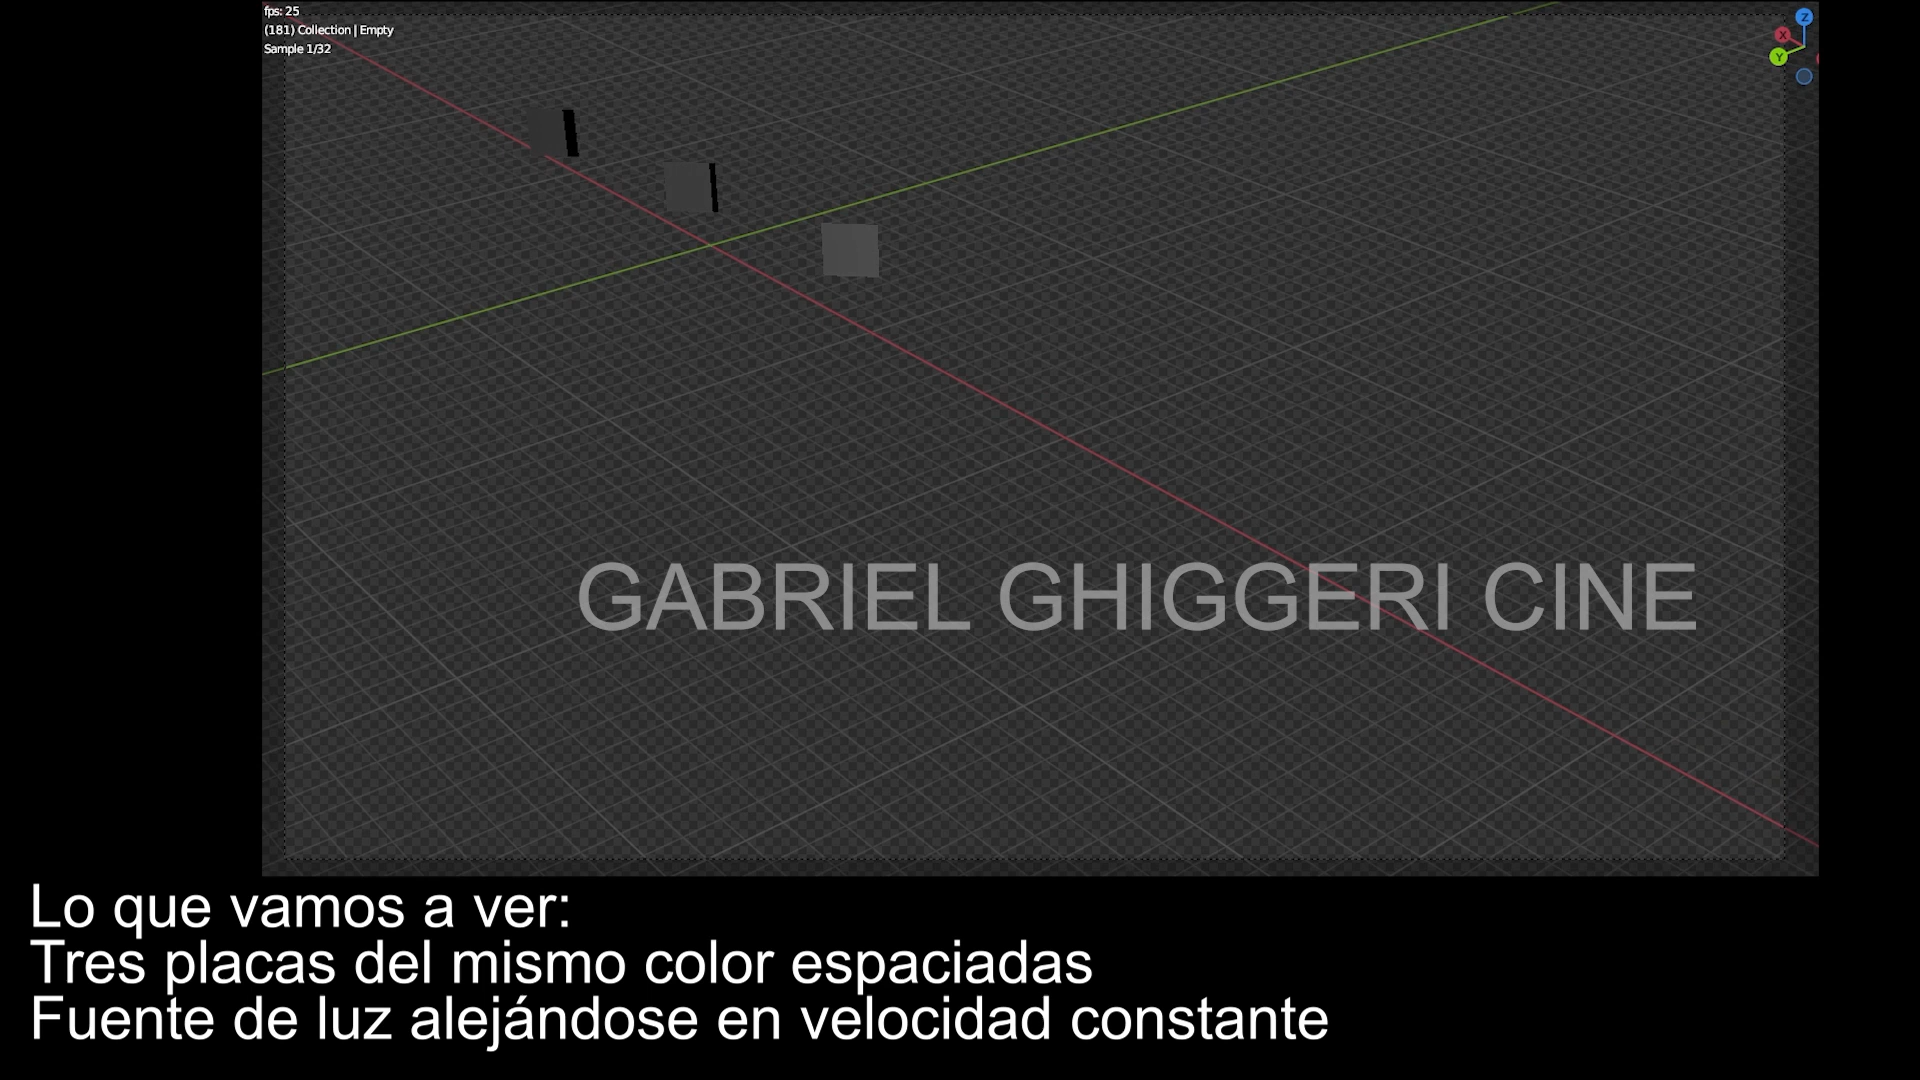 fps: 25
(181) Collection | Empty
Sample 1/32
Z
X
Y
GABRIEL GHIGGERI CINE
Lo que vamos a ver:
Tres placas del mismo color espaciadas
Fuente de luz alejándose en velocidad constante